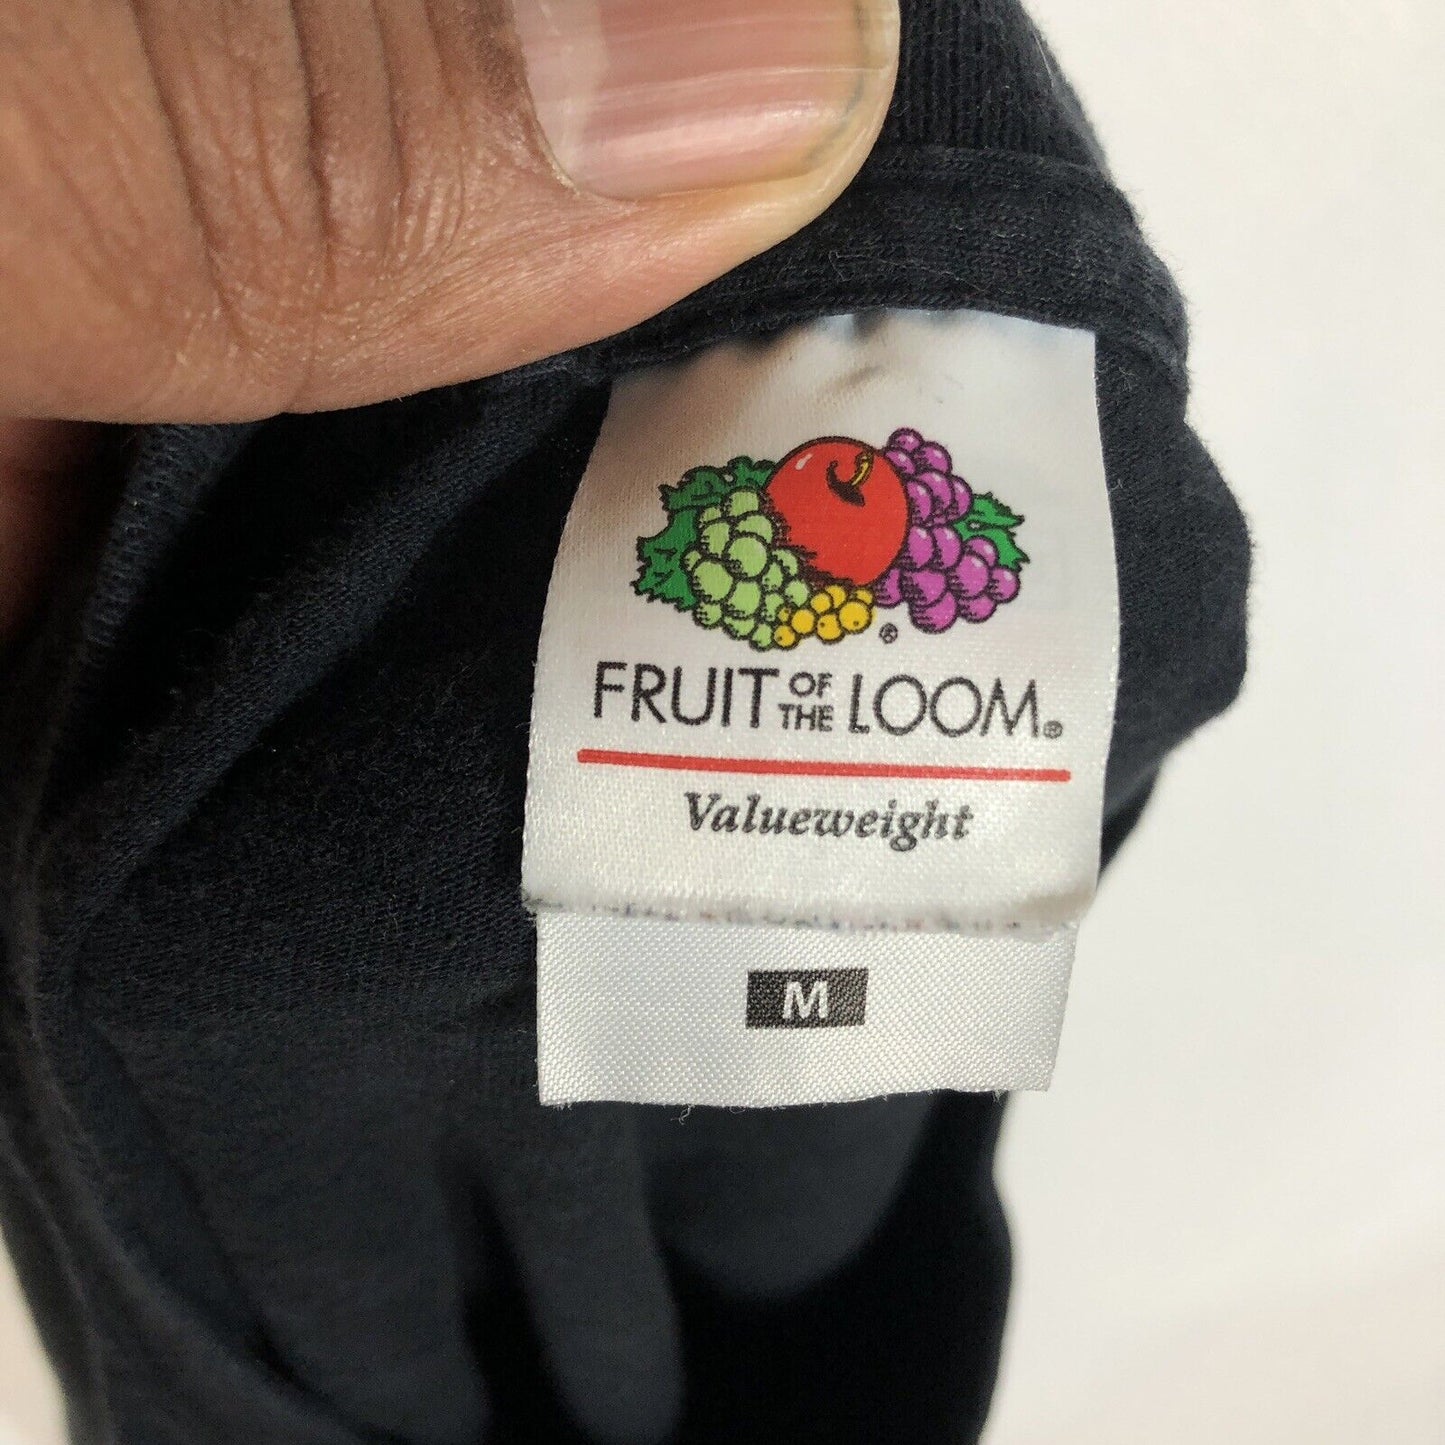 ®
FRUIT OF THE LOOM®
Valueweight
M